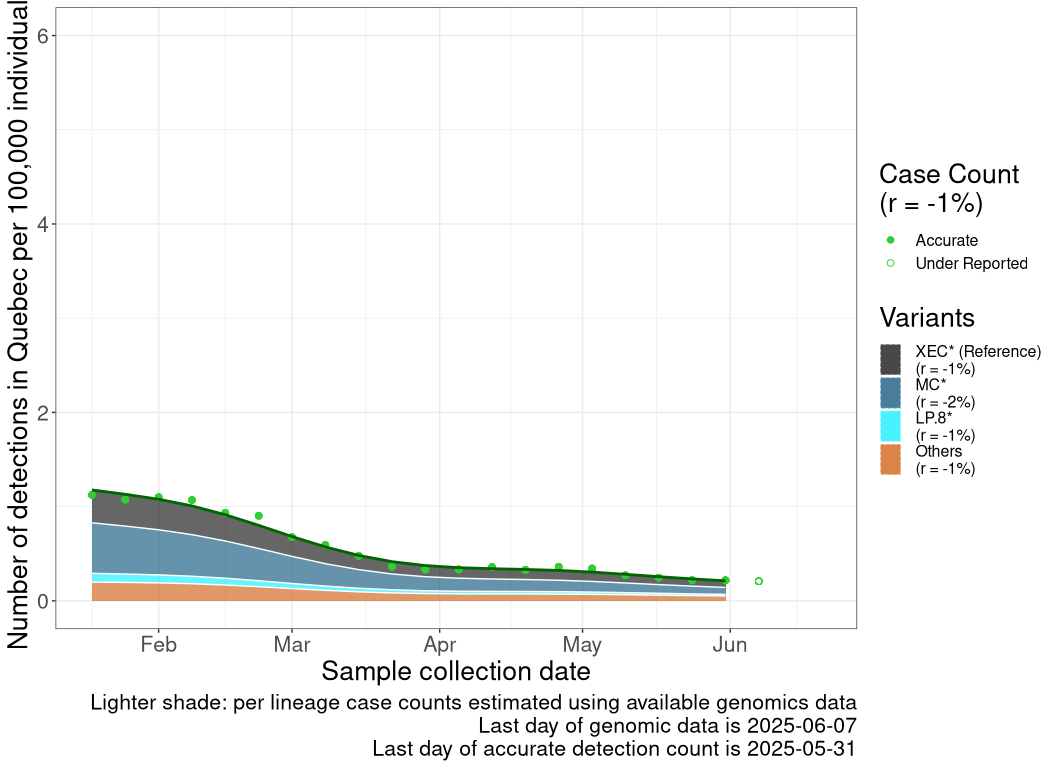 Number of detections in Quebec per 100,000 individual
6
4
2
0
Feb
Mar
Apr
May
Jun
Sample collection date
Lighter shade: per lineage case counts estimated using available genomics data
Last day of genomic data is 2025-06-07
Last day of accurate detection count is 2025-05-31
Case Count
(r = -1%)
Accurate
Under Reported
Variants
XEC* (Reference)
(r = -1%)
MC*
(r = -2%)
LP.8*
(r = -1%)
Others
(r = -1%)